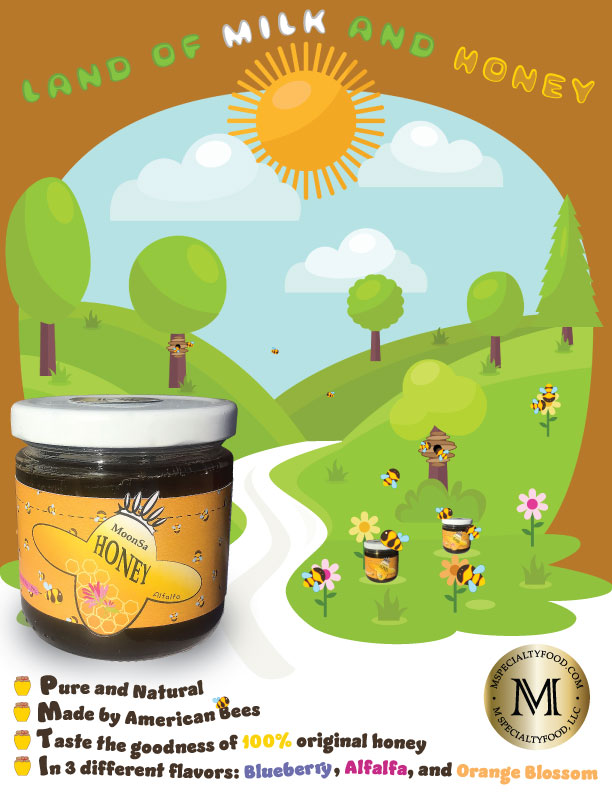 LAND OF MILK AND HONEY
MoonSa
HONEY
Alfalfa
Pure and Natural
Made by American Bees
Taste the goodness of 100% original honey
In 3 different flavors: Blueberry, Alfalfa, and Orange Blossom
MSPECIALTYFOOD.COM
M
M SPECIALTYFOOD, LLC